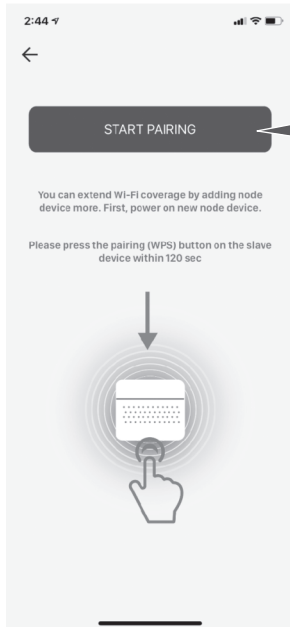 2:44
START PAIRING
You can extend Wi-Fi coverage by adding node
device more. First, power on new node device.
Please press the pairing (WPS) button on the slave
device within 120 sec